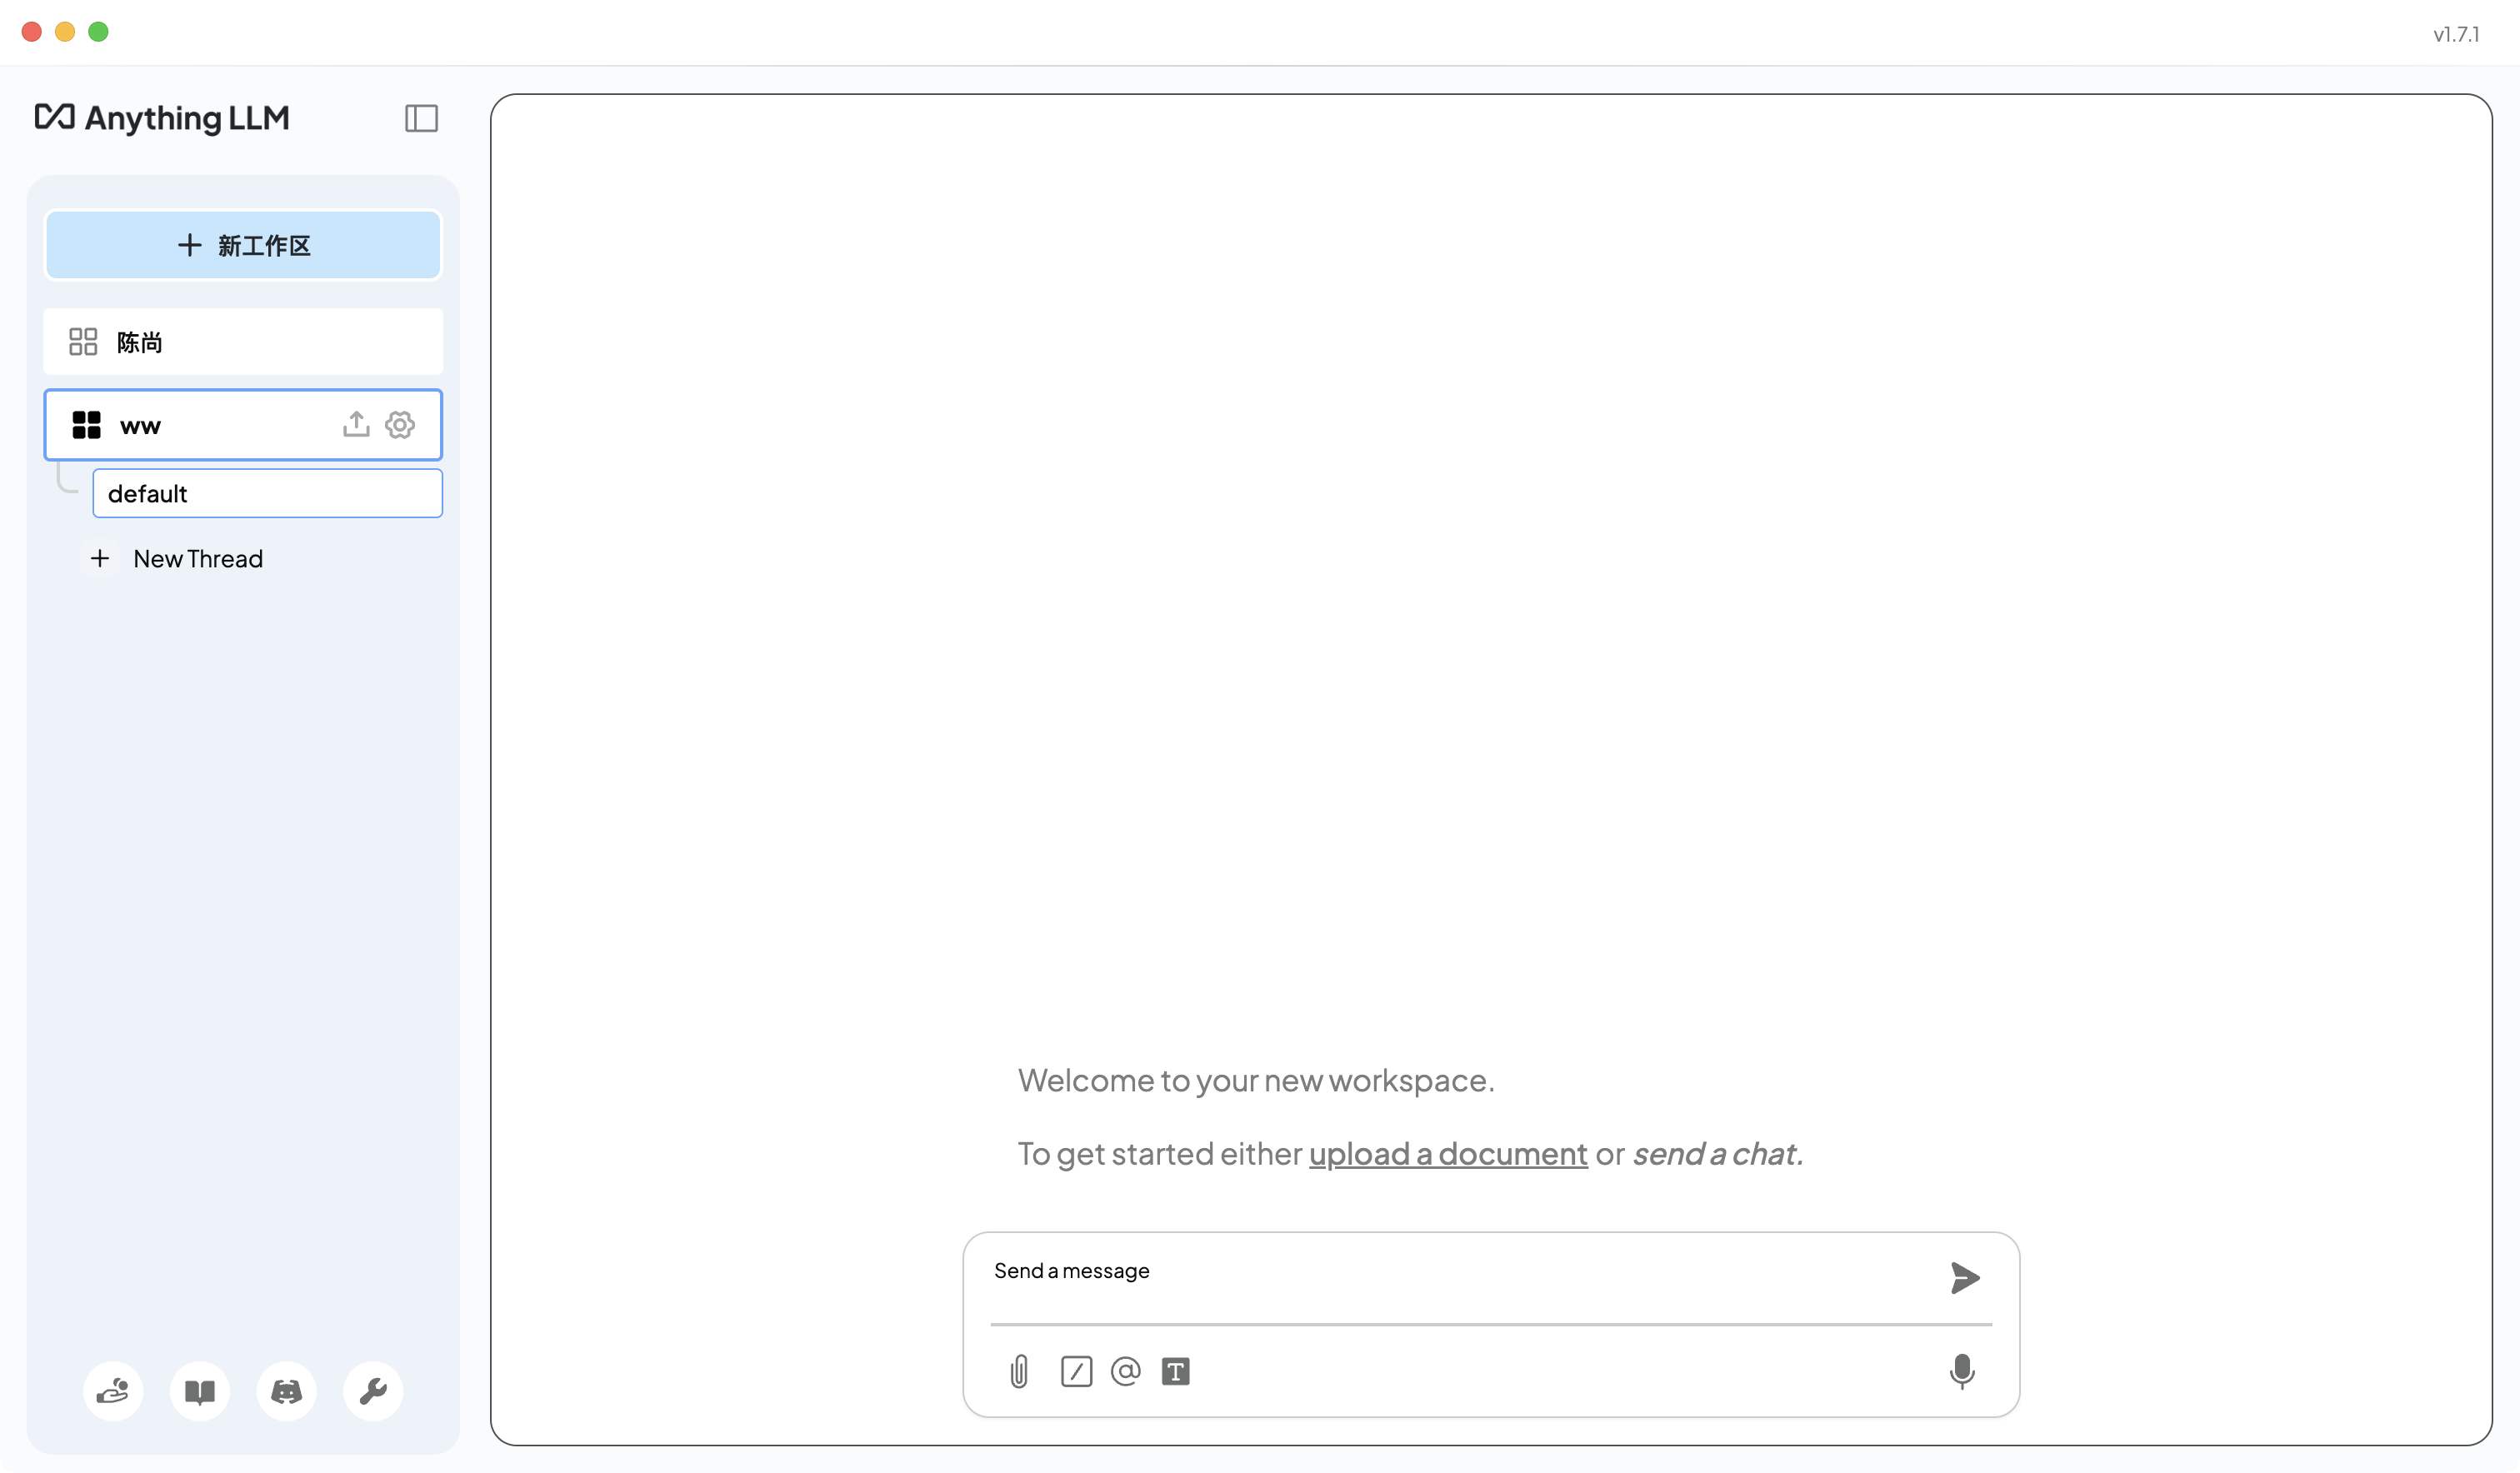 v1.7.1
Anything LLM
新工作区
陈尚
ww
default
New Thread
Welcome to your new workspace.
To get started either upload a document or send a chat.
Send a message